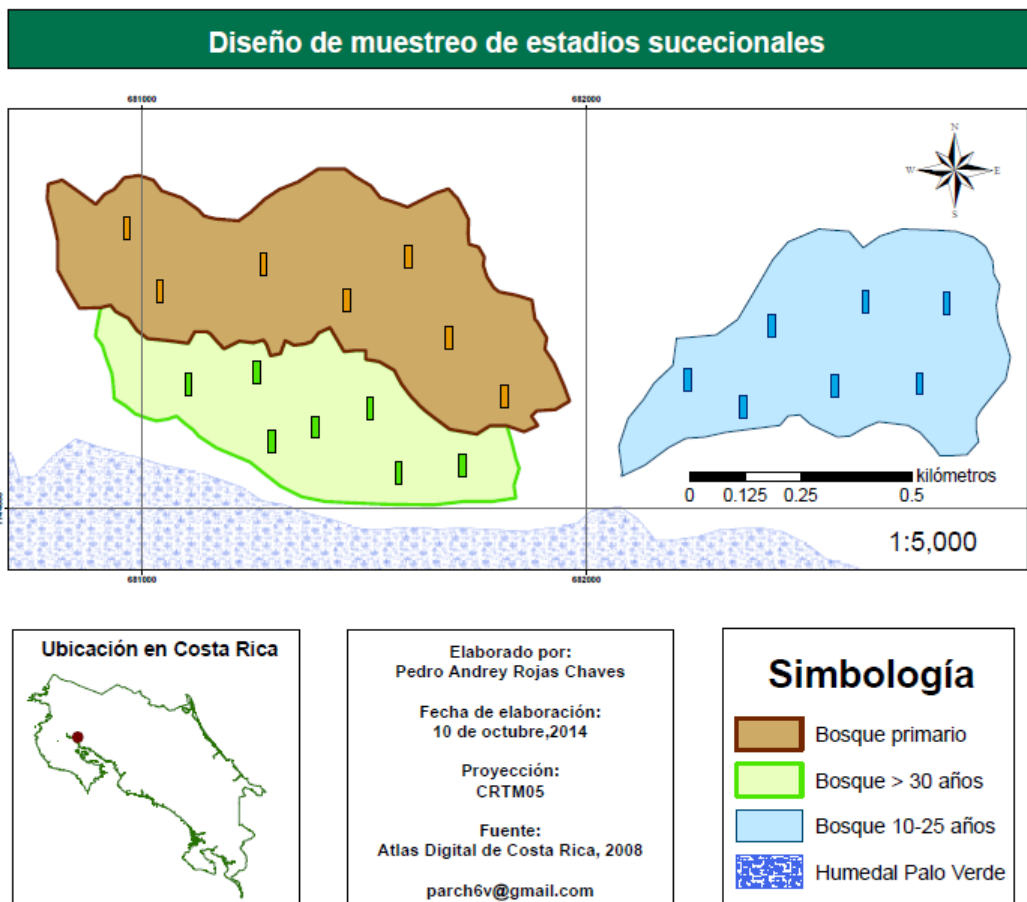 Diseño de muestreo de estadios sucecionales
681000
682000
N
W
E
S
kilómetros
0
0.125
0.25
0.5
1:5,000
681000
682000
Ubicación en Costa Rica
Elaborado por:
Pedro Andrey Rojas Chaves
Fecha de elaboración:
10 de octubre,2014
Proyección:
CRTM05
Fuente:
Atlas Digital de Costa Rica, 2008
parch6v@gmail.com
Simbología
Bosque primario
Bosque > 30 años
Bosque 10-25 años
Humedal Palo Verde